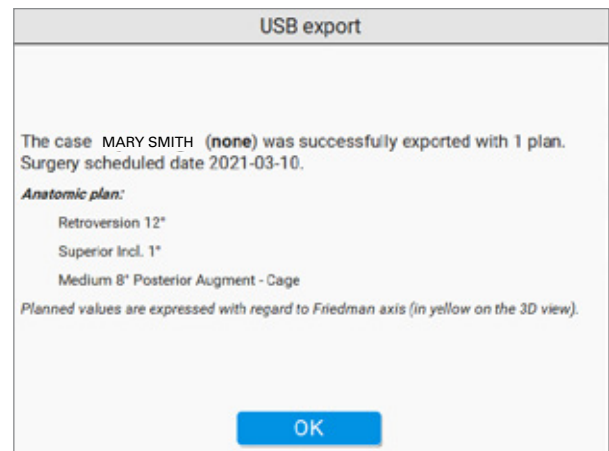 USB export
The case MARY SMITH (none) was successfully exported with 1 plan.
Surgery scheduled date 2021-03-10.
Anatomic plan:
Retroversion 12°
Superior Incl. 1°
Medium 8° Posterior Augment - Cage
Planned values are expressed with regard to Friedman axis (in yellow on the 3D view).
OK